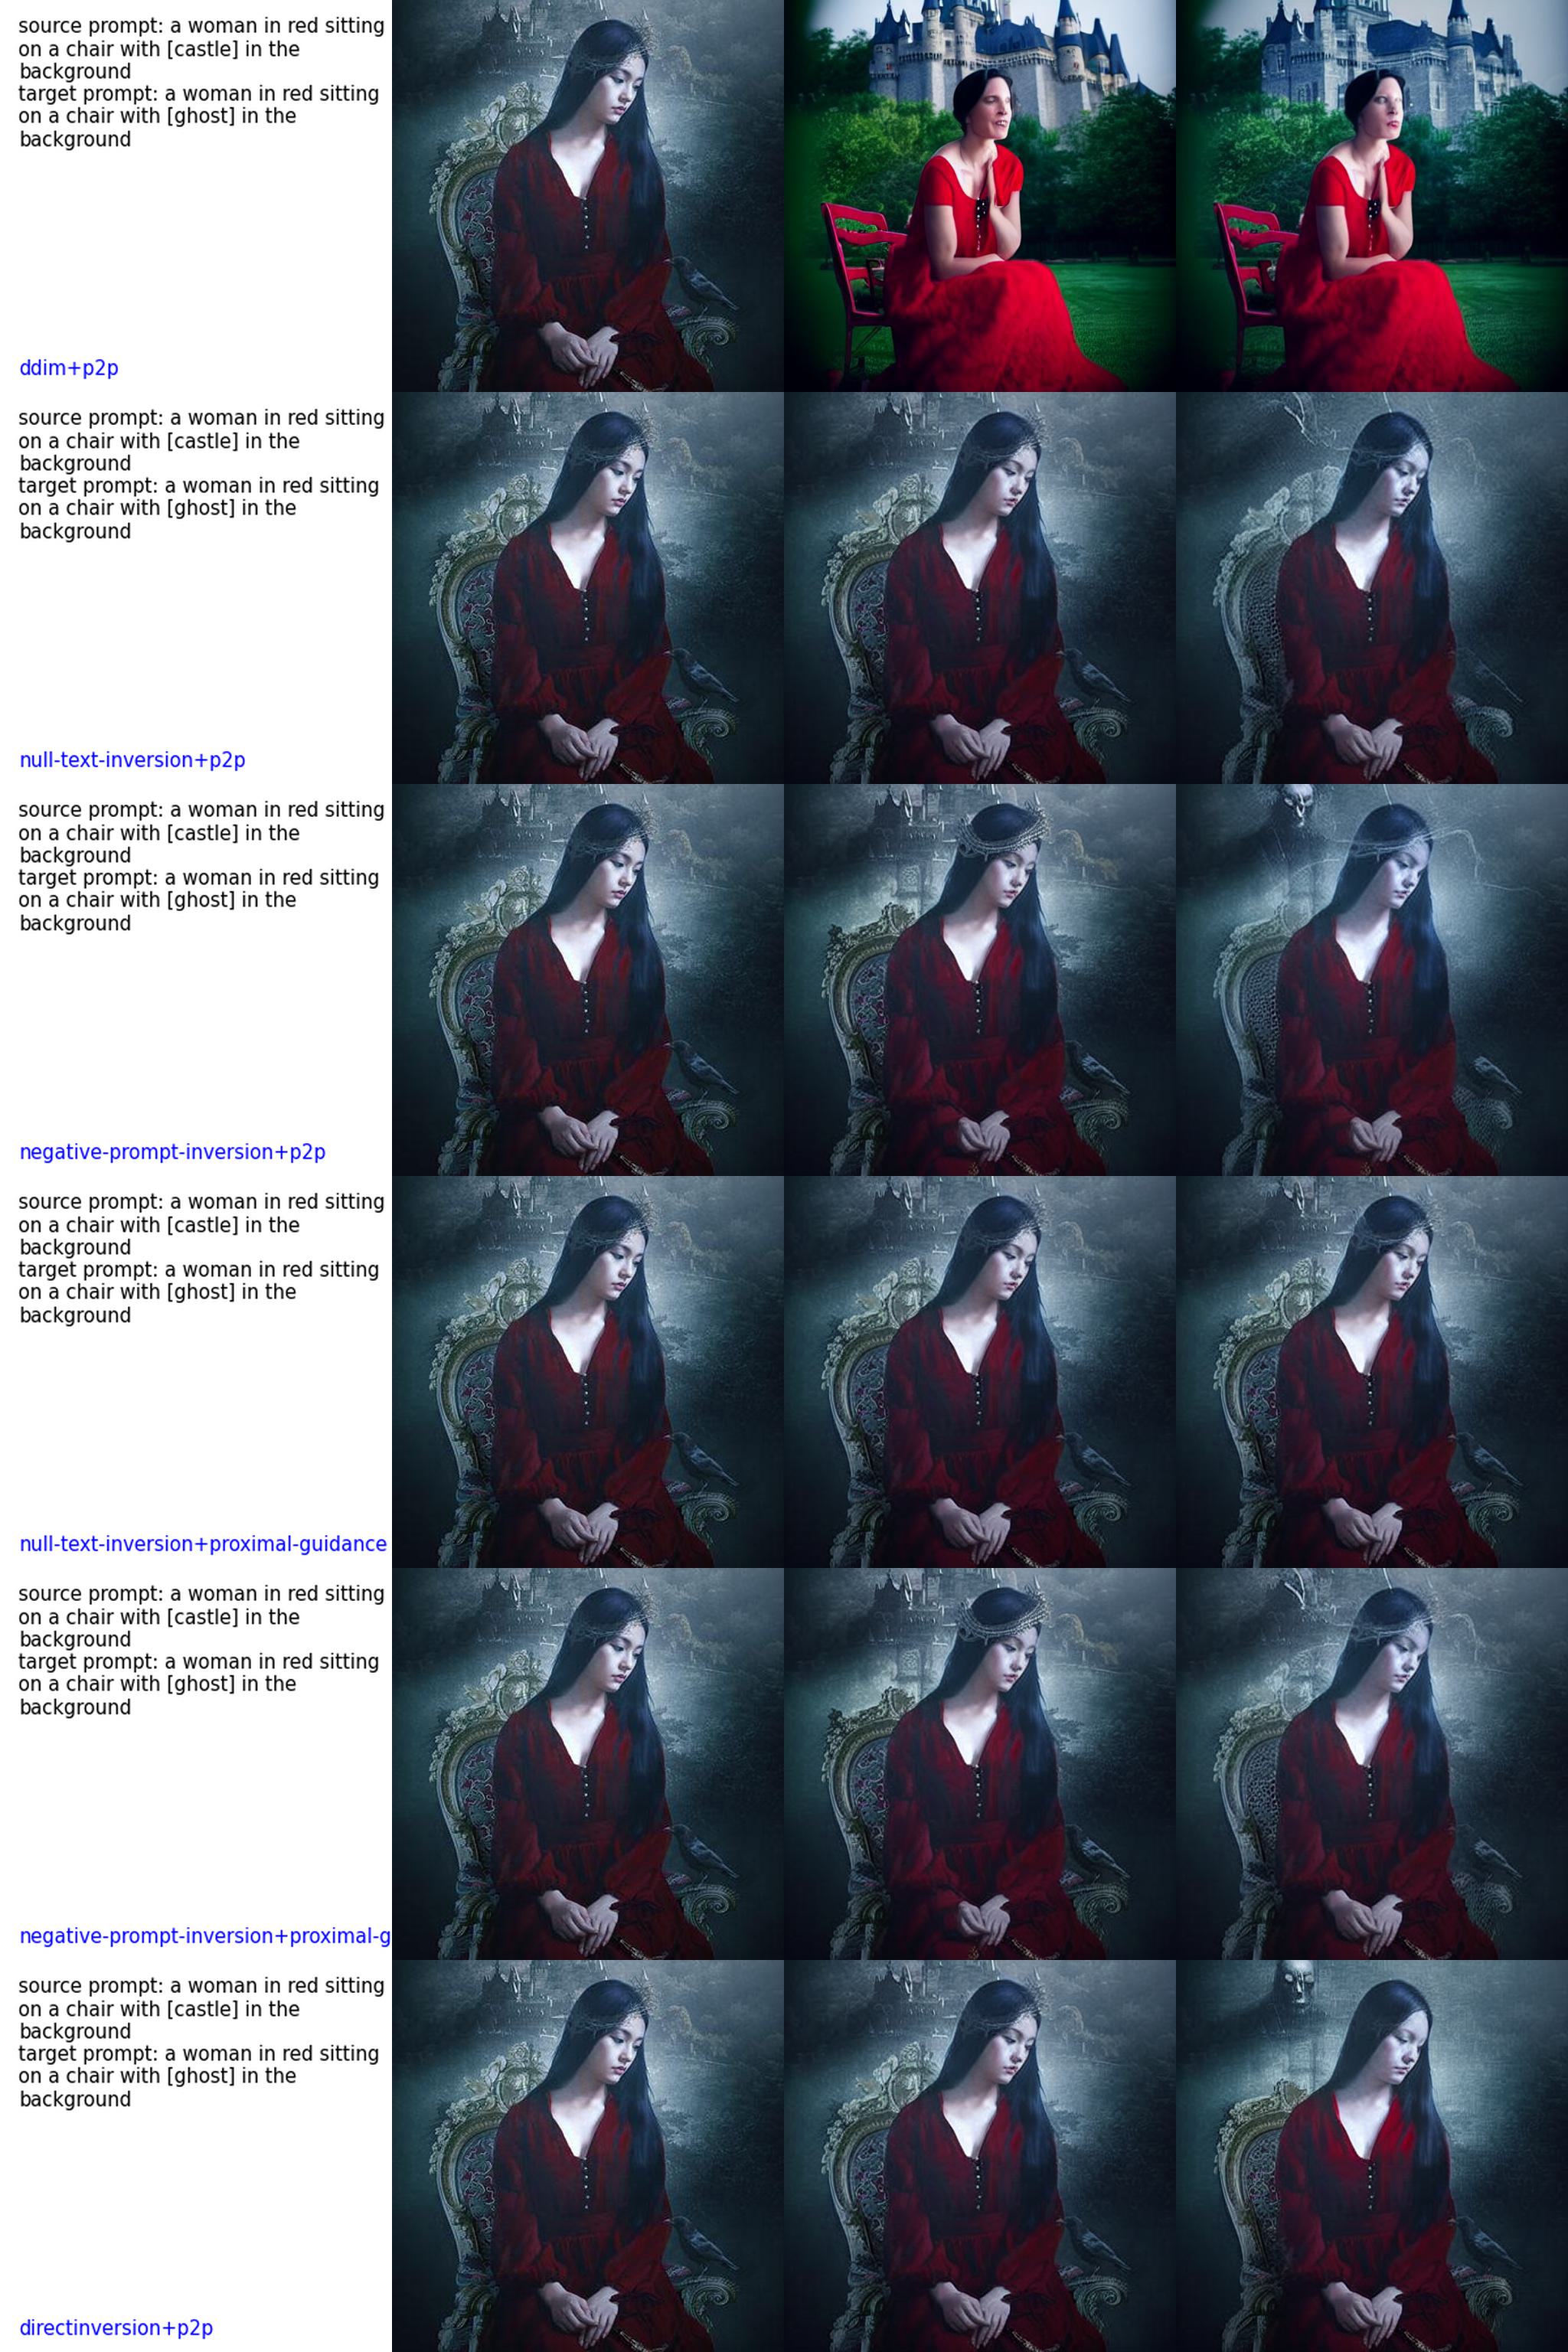 source prompt: a woman in red sitting
on a chair with [castle] in the
background
target prompt: a woman in red sitting
on a chair with [ghost] in the
background
ddim+p2p
source prompt: a woman in red sitting
on a chair with [castle] in the
background
target prompt: a woman in red sitting
on a chair with [ghost] in the
background
null-text-inversion+p2p
source prompt: a woman in red sitting
on a chair with [castle] in the
background
target prompt: a woman in red sitting
on a chair with [ghost] in the
background
negative-prompt-inversion+p2p
source prompt: a woman in red sitting
on a chair with [castle] in the
background
target prompt: a woman in red sitting
on a chair with [ghost] in the
background
null-text-inversion+proximal-guidance
source prompt: a woman in red sitting
on a chair with [castle] in the
background
target prompt: a woman in red sitting
on a chair with [ghost] in the
background
negative-prompt-inversion+proximal-g
source prompt: a woman in red sitting
on a chair with [castle] in the
background
target prompt: a woman in red sitting
on a chair with [ghost] in the
background
directinversion+p2p